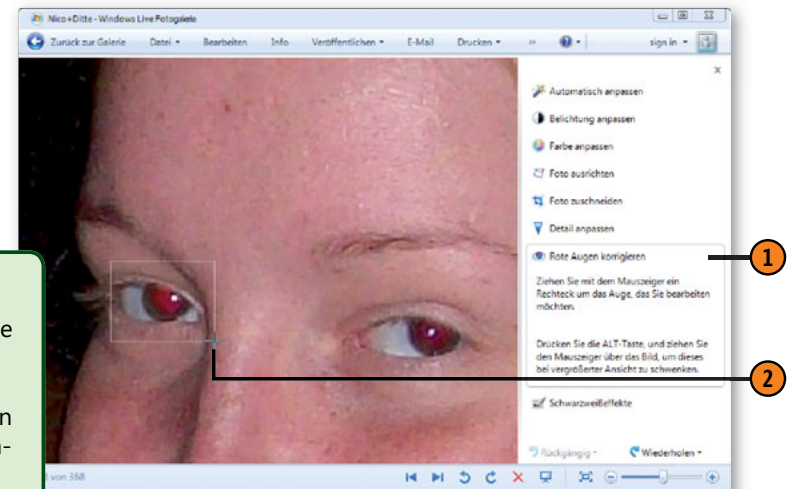 Nico+Ditte - Windows Live Fotogalerie
Zurück zur Galerie Datei Bearbeiten Info Veröffentlichen E-Mail Drucken » sign in
Automatisch anpassen
Belichtung anpassen
Farbe anpassen
Foto ausrichten
Foto zuschneiden
Detail anpassen
Rote Augen korrigieren
1
Ziehen Sie mit dem Mauszeiger ein
Rechteck um das Auge, das Sie bearbeiten
möchten.
Drücken Sie die ALT-Taste, und ziehen Sie
den Mauszeiger über das Bild, um dieses
bei vergrößerter Ansicht zu schwenken.
2
Schwarzweißeffekte
Rückgängig Wiederholen
von 368